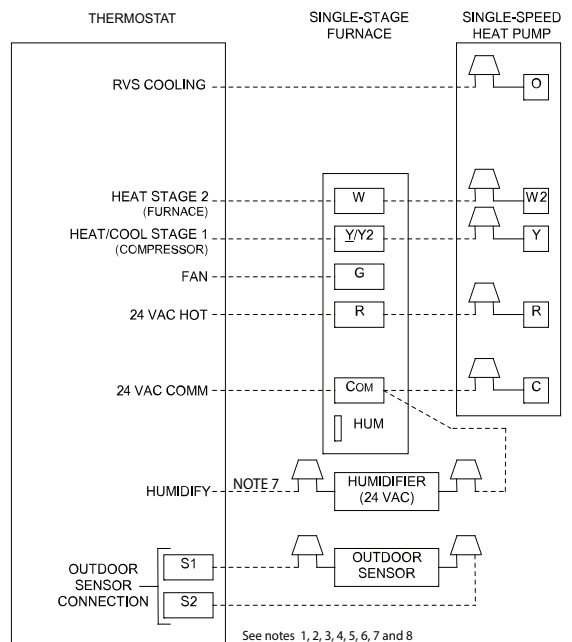 THERMOSTAT
SINGLE-STAGE
FURNACE
SINGLE-SPEED
HEAT PUMP
RVS COOLING
O
HEAT STAGE 2
(FURNACE)
W
W2
HEAT/COOL STAGE 1
(COMPRESSOR)
Y/Y2
Y
FAN
G
24 VAC HOT
R
R
24 VAC COMM
COM
C
HUM
HUMIDIFY
NOTE 7
HUMIDIFIER
(24 VAC)
OUTDOOR
SENSOR
CONNECTION
S1
S2
OUTDOOR
SENSOR
See notes 1, 2, 3, 4, 5, 6, 7 and 8